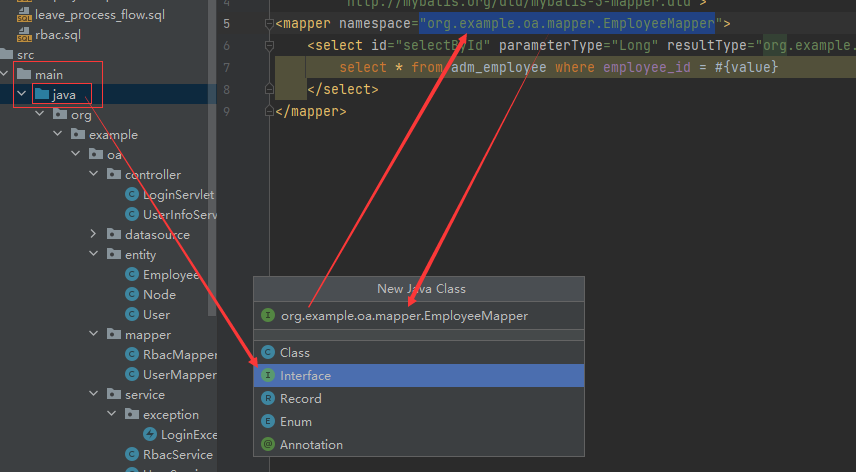 leave_process_flow.sql
rbac.sql
src
main
java
org
example
oa
controller
LoginServlet
UserInfoServ
datasource
entity
Employee
Node
User
mapper
RbacMapper
UserMapper
service
exception
LoginExce
RbacService
4 "http://mybatis.org/dtd/mybatis-3-mapper.dtd">
5 <mapper namespace="org.example.oa.mapper.EmployeeMapper">
6 <select id="selectById" parameterType="Long" resultType="org.example.
7 select * from adm_employee where employee_id = #{value}
8 </select>
9 </mapper>
New Java Class
I org.example.oa.mapper.EmployeeMapper
C Class
I Interface
R Record
E Enum
@ Annotation